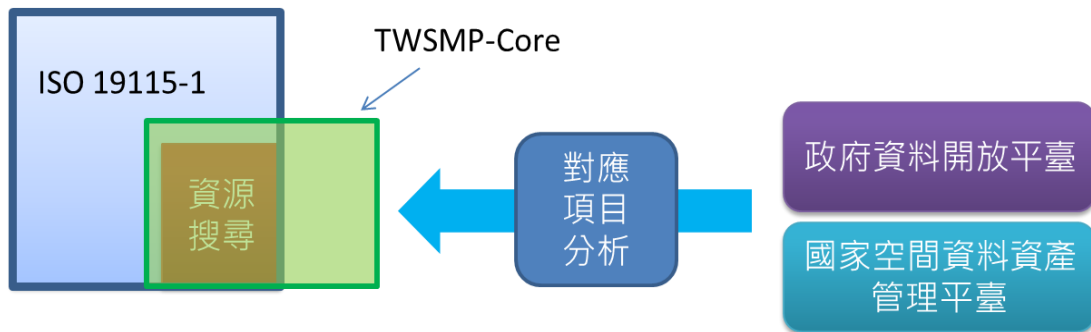 TWSMP-Core
ISO 19115-1
資源
搜尋
對應
項目
分析
政府資料開放平臺
國家空間資料資產
管理平臺